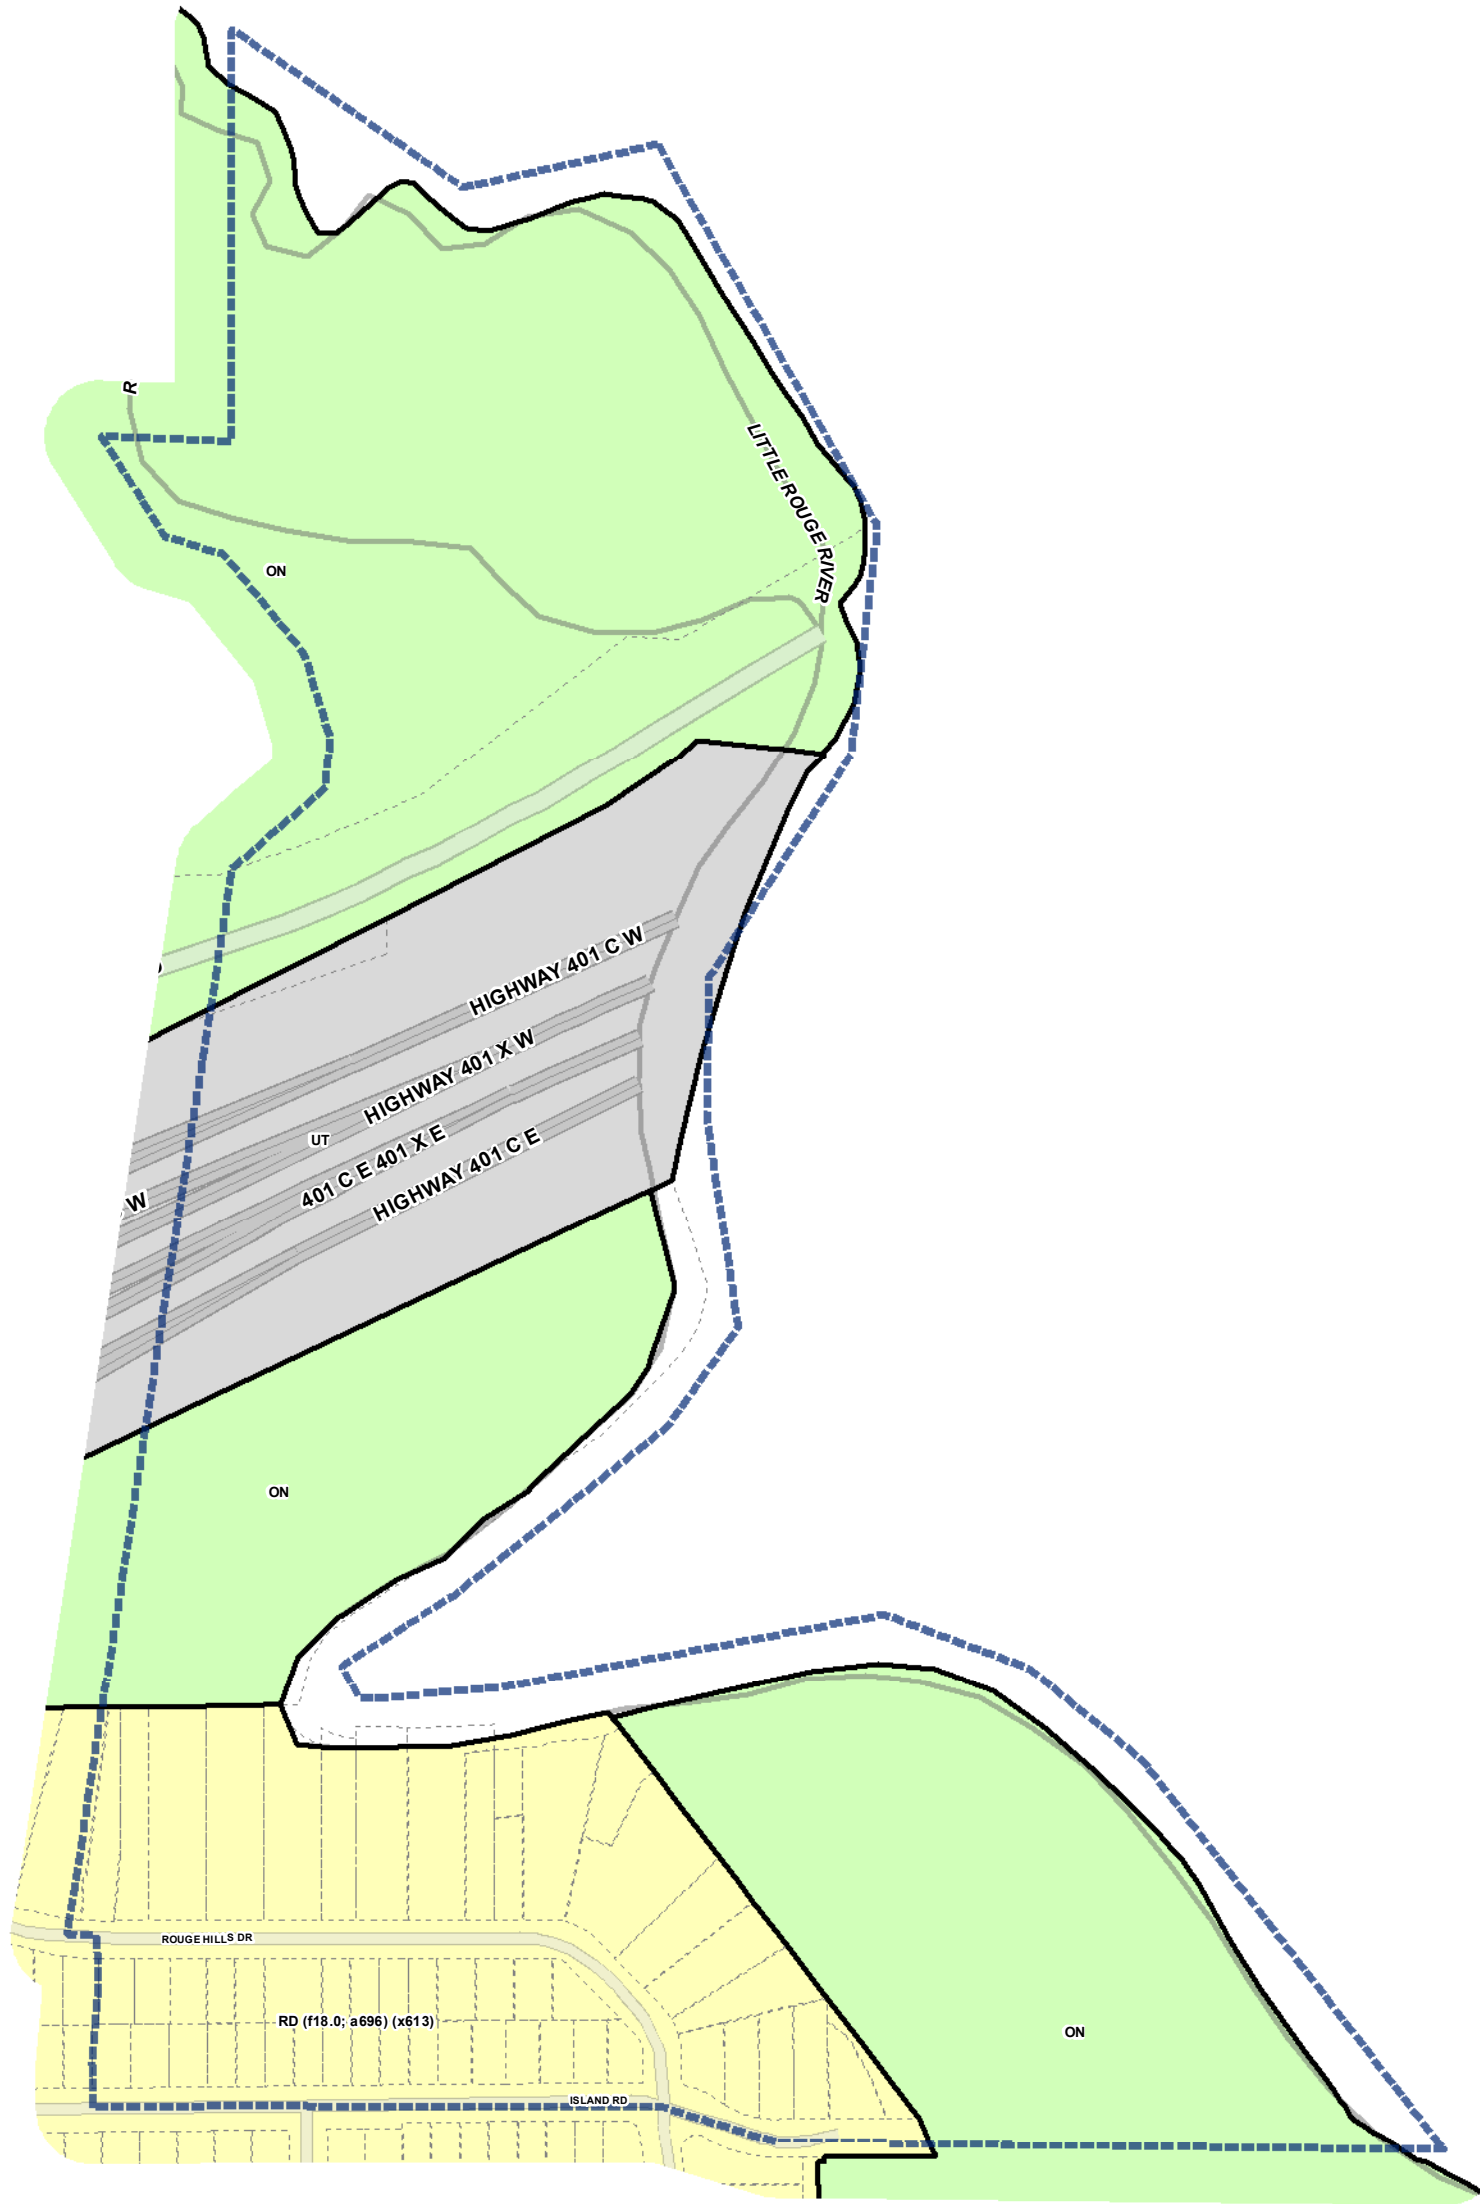 R
LITTLE ROUGE RIVER
ON
HIGHWAY 401 C W
HIGHWAY 401 X W
UT
401 C E 401 X E
HIGHWAY 401 C E
W
ON
ROUGE HILLS DR
RD (f18.0; a696) (x613)
ON
ISLAND RD